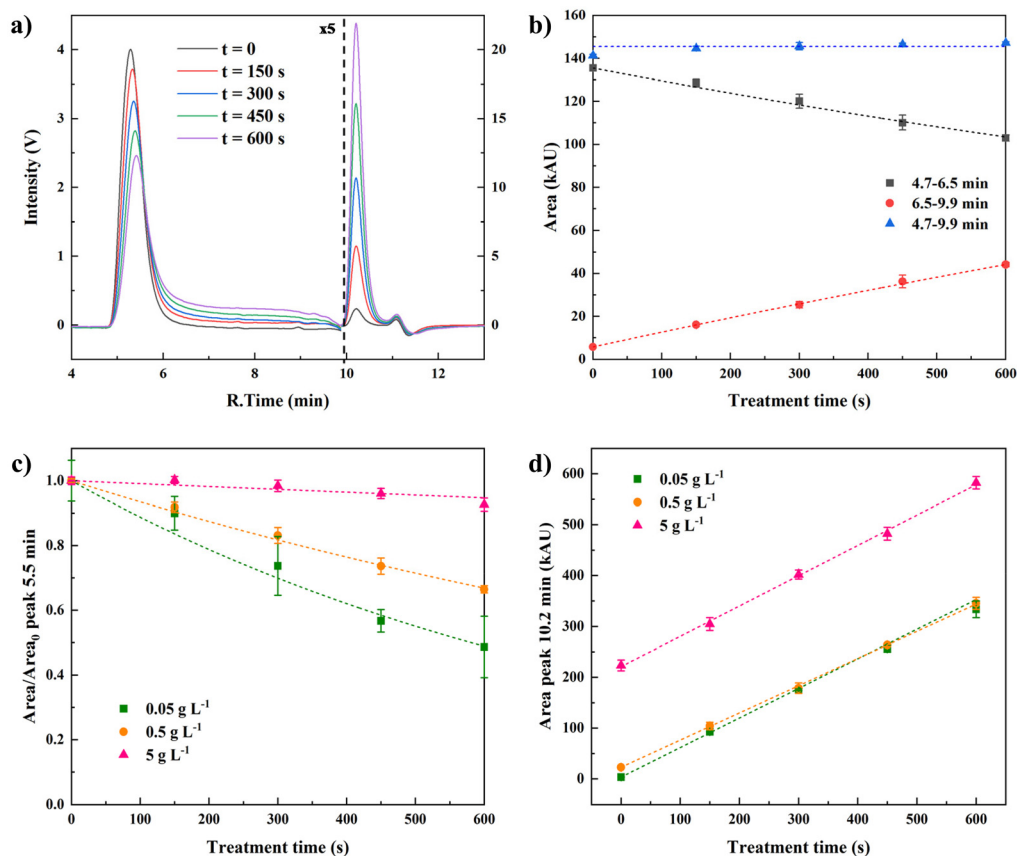 a)
x5
t = 0
t = 150 s
t = 300 s
t = 450 s
t = 600 s
4
3
2
1
0
20
15
10
5
0
Intensity (V)
4 6 8 10 12
R.Time (min)
b)
160
140
120
100
80
60
40
20
0
Area (kAU)
4.7-6.5 min
6.5-9.9 min
4.7-9.9 min
0 100 200 300 400 500 600
Treatment time (s)
c)
1.0
0.8
0.6
0.4
0.2
0.0
Area/Area₀ peak 5.5 min
0.05 g L⁻¹
0.5 g L⁻¹
5 g L⁻¹
0 100 200 300 400 500 600
Treatment time (s)
d)
600
500
400
300
200
100
0
Area peak 10.2 min (kAU)
0.05 g L⁻¹
0.5 g L⁻¹
5 g L⁻¹
0 100 200 300 400 500 600
Treatment time (s)